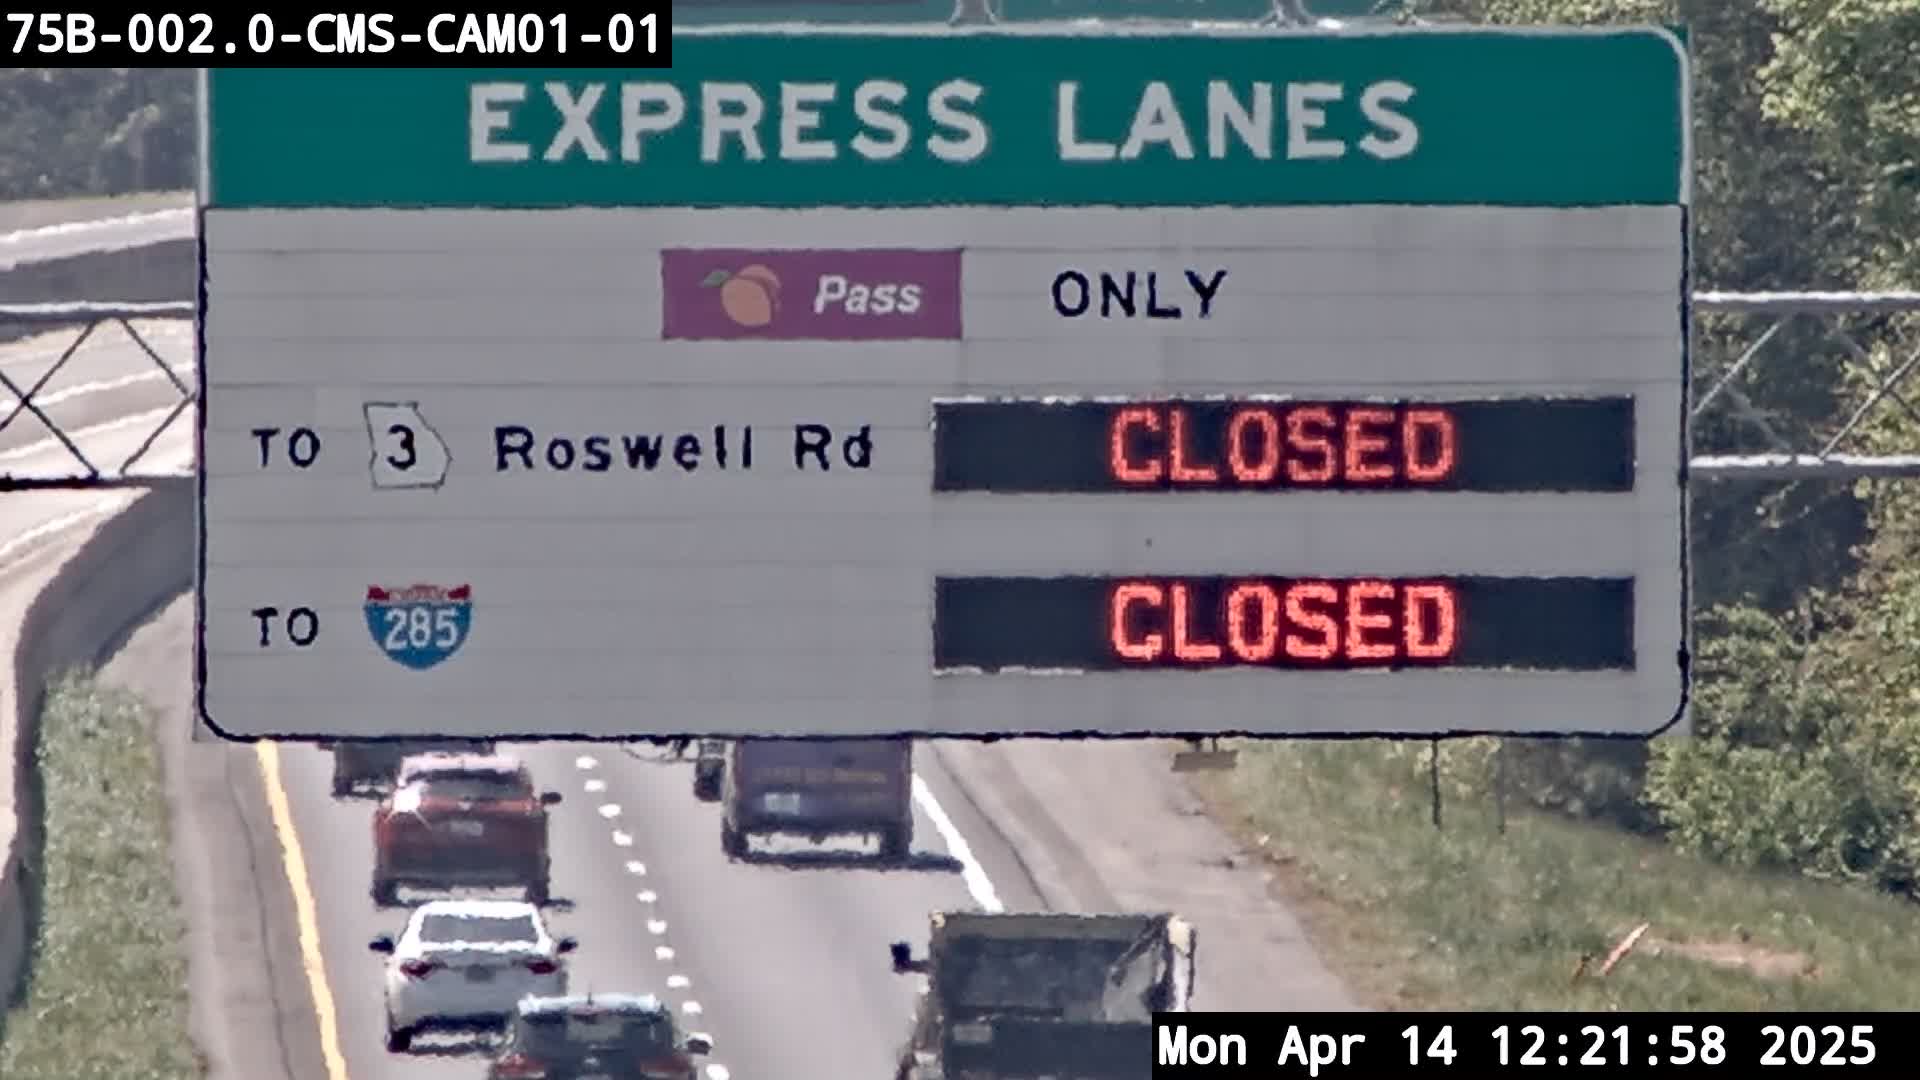 75B-002.0-CMS-CAM01-01
EXPRESS LANES
Pass ONLY
TO 3 Roswell Rd CLOSED
TO 285 CLOSED
Mon Apr 14 12:21:58 2025